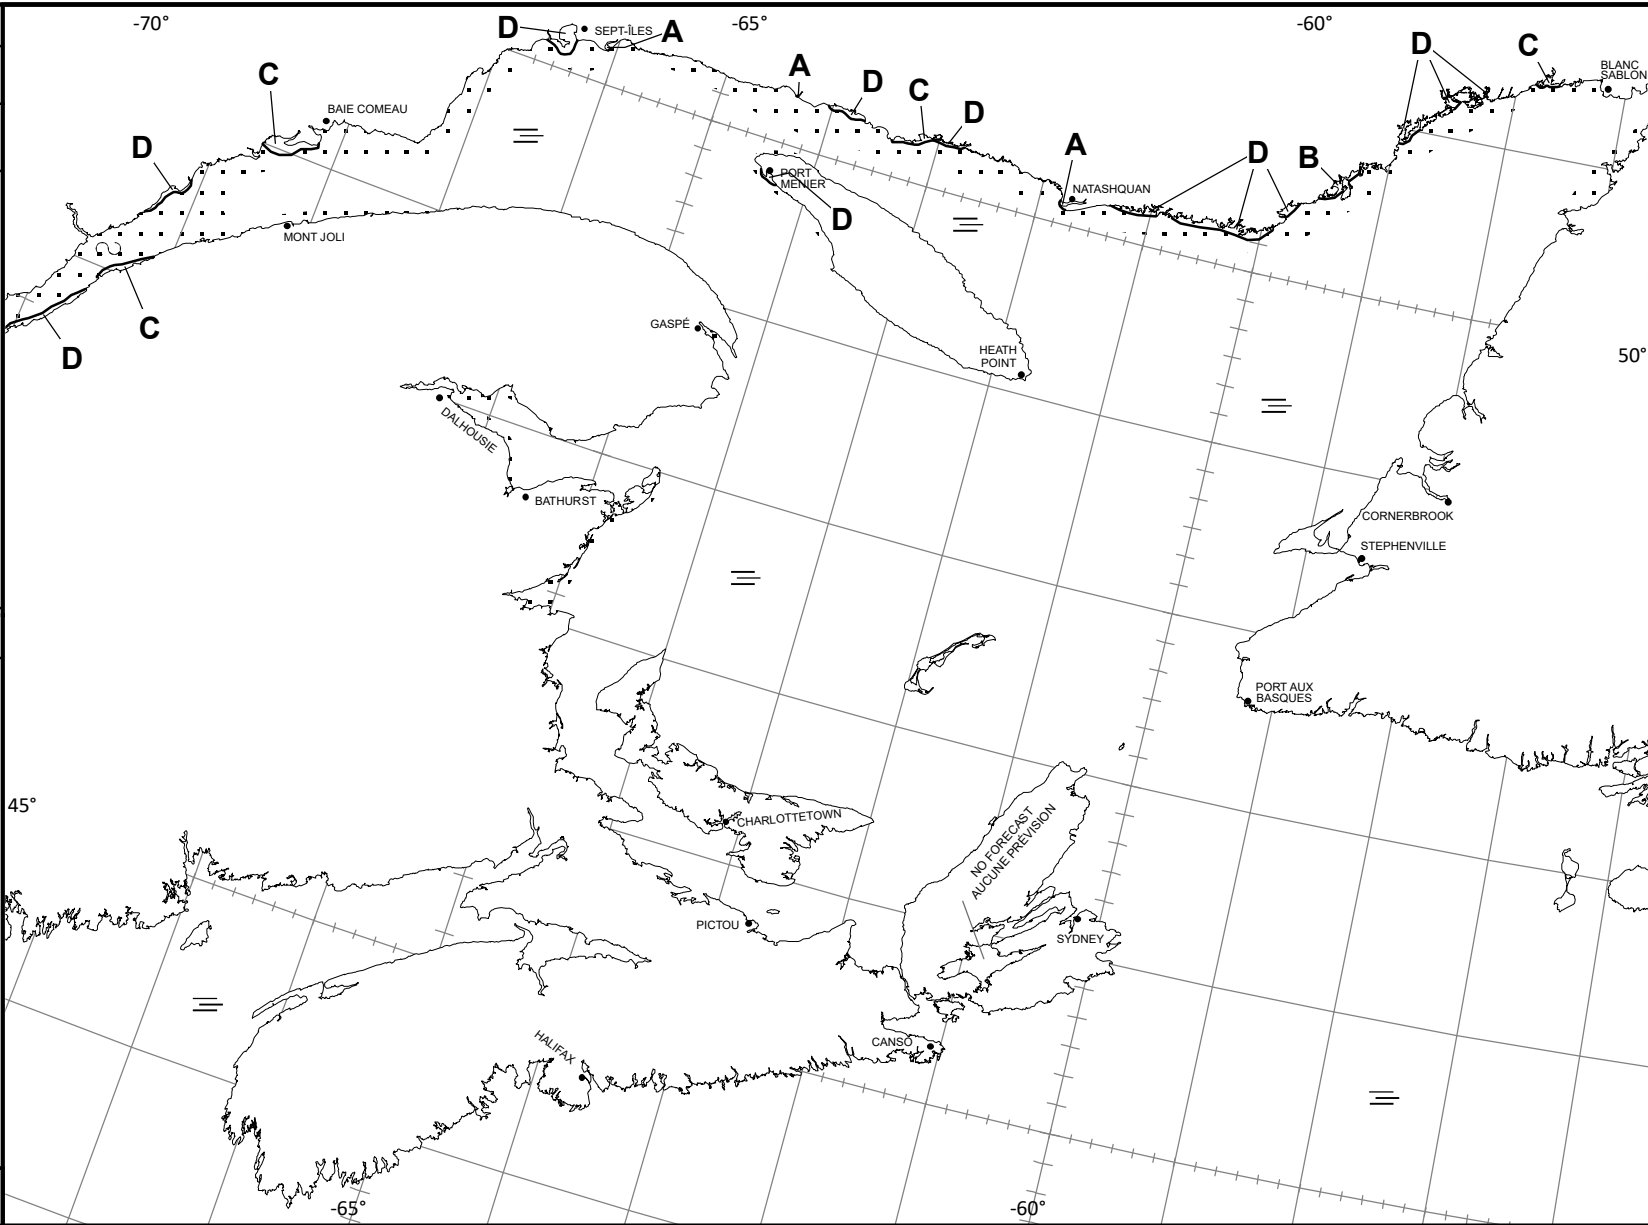 -70°
-65°
-60°
D
SEPT-ÎLES
A
D
C
BLANC
SABLON
C
A
D
C
D
BAIE COMEAU
D
A
D
B
PORT
MENIER
NATASHQUAN
D
MONT JOLI
C
D
GASPÉ
HEATH
POINT
50°
DALHOUSIE
BATHURST
CORNERBROOK
STEPHENVILLE
PORT AUX
BASQUES
45°
CHARLOTTETOWN
NO FORECAST
AUCUNE PRÉVISION
PICTOU
SYDNEY
HALIFAX
CANSO
-65°
-60°